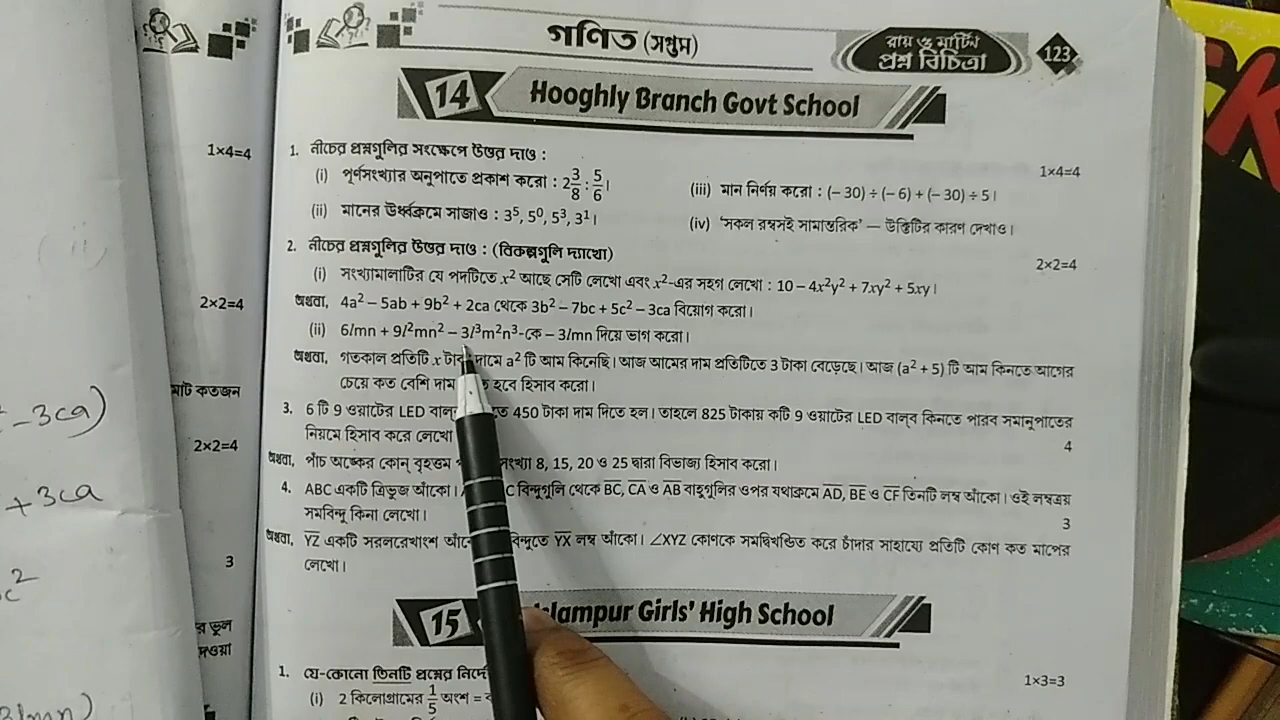 গণিত (সপ্তম)
রায় ও মার্টিন
প্রশ্ন বিচিত্রা
123
14 Hooghly Branch Govt School
1. নীচের প্রশ্নগুলির সংক্ষেপে উত্তর দাও : 1×4=4
(i) পূর্ণসংখ্যার অনুপাতে প্রকাশ করো : 2 3/8 : 5/6।
(ii) মানের ঊর্ধ্বক্রমে সাজাও : 3⁵, 5⁰, 5³, 3¹।
(iii) মান নির্ণয় করো : (– 30) ÷ (– 6) + (– 30) ÷ 5।
(iv) ‘সকল রম্বসই সামান্তরিক’ — উক্তিটির কারণ দেখাও।
2. নীচের প্রশ্নগুলির উত্তর দাও : (বিকল্পগুলি দ্যাখো) 2×2=4
(i) সংখ্যামালাটির যে পদটিতে x² আছে সেটি লেখো এবং x²-এর সহগ লেখো : 10 – 4x²y² + 7xy² + 5xy।
অথবা, 4a² – 5ab + 9b² + 2ca থেকে 3b² – 7bc + 5c² – 3ca বিয়োগ করো।
(ii) 6/mn + 9/²mn² – 3/³m²n³-কে – 3/mn দিয়ে ভাগ করো।
অথবা, গতকাল প্রতিটি x টাকা দামে a² টি আম কিনেছি। আজ আমের দাম প্রতিটিতে 3 টাকা বেড়েছে। আজ (a² + 5) টি আম কিনতে আগের
চেয়ে কত বেশি দাম হবে হিসাব করো।
3. 6 টি 9 ওয়াটের LED 450 টাকা দাম দিতে হল। তাহলে 825 টাকায় কটি 9 ওয়াটের LED বাল্‌ব কিনতে পারব সমানুপাতের
নিয়মে হিসাব করে লেখো 4
অথবা, পাঁচ অঙ্কের কোন্ বৃহত্তম সংখ্যা 8, 15, 20 ও 25 দ্বারা বিভাজ্য হিসাব করো।
4. ABC একটি ত্রিভুজ আঁকো। C বিন্দুগুলি থেকে B̅C̅, C̅A̅ ও A̅B̅ বাহুগুলির ওপর যথাক্রমে A̅D̅, B̅E̅ ও C̅F̅ তিনটি লম্ব আঁকো। ওই লম্বত্রয়
সমবিন্দু কিনা লেখো। 3
অথবা, Y̅Z̅ একটি সরলরেখাংশ বিন্দুতে Y̅X̅ লম্ব আঁকো। ∠XYZ কোণকে সমদ্বিখণ্ডিত করে চাঁদার সাহায্যে প্রতিটি কোণ কত মাপের
লেখো।
15 Islampur Girls' High School
1. যে-কোনো তিনটি প্রশ্নের 1×3=3
(i) 2 কিলোগ্রামের 1/5 অংশ =
1×4=4
2×2=4
মোট কতজন
2×2=4
3
র ভুল
– 3ca)
+ 3ca